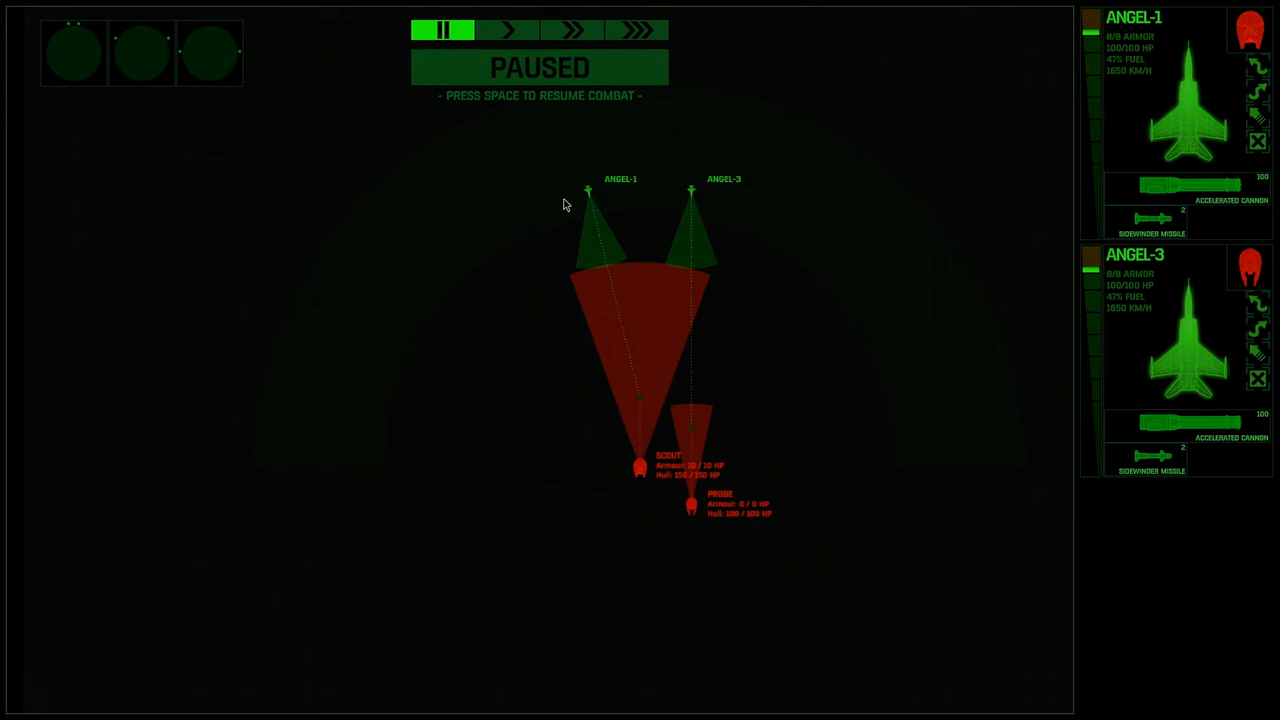 PAUSED
- PRESS SPACE TO RESUME COMBAT -
ANGEL-1
ANGEL-3
SCOUT
Armour: 10 / 10 HP
Hull: 150 / 150 HP
PROBE
Armour: 0 / 0 HP
Hull: 100 / 100 HP
ANGEL-1
8/8 ARMOR
100/100 HP
47% FUEL
1650 KM/H
100
ACCELERATED CANNON
2
SIDEWINDER MISSILE
ANGEL-3
8/8 ARMOR
100/100 HP
47% FUEL
1650 KM/H
100
ACCELERATED CANNON
2
SIDEWINDER MISSILE